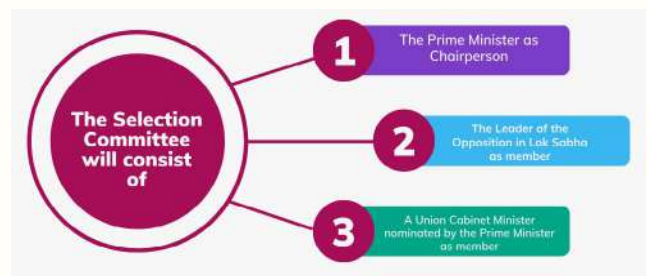 The Selection
Committee
will consist
of
1
The Prime Minister as
Chairperson
2
The Leader of the
Opposition in Lok Sabha
as member
3
A Union Cabinet Minister
nominated by the Prime Minister
as member